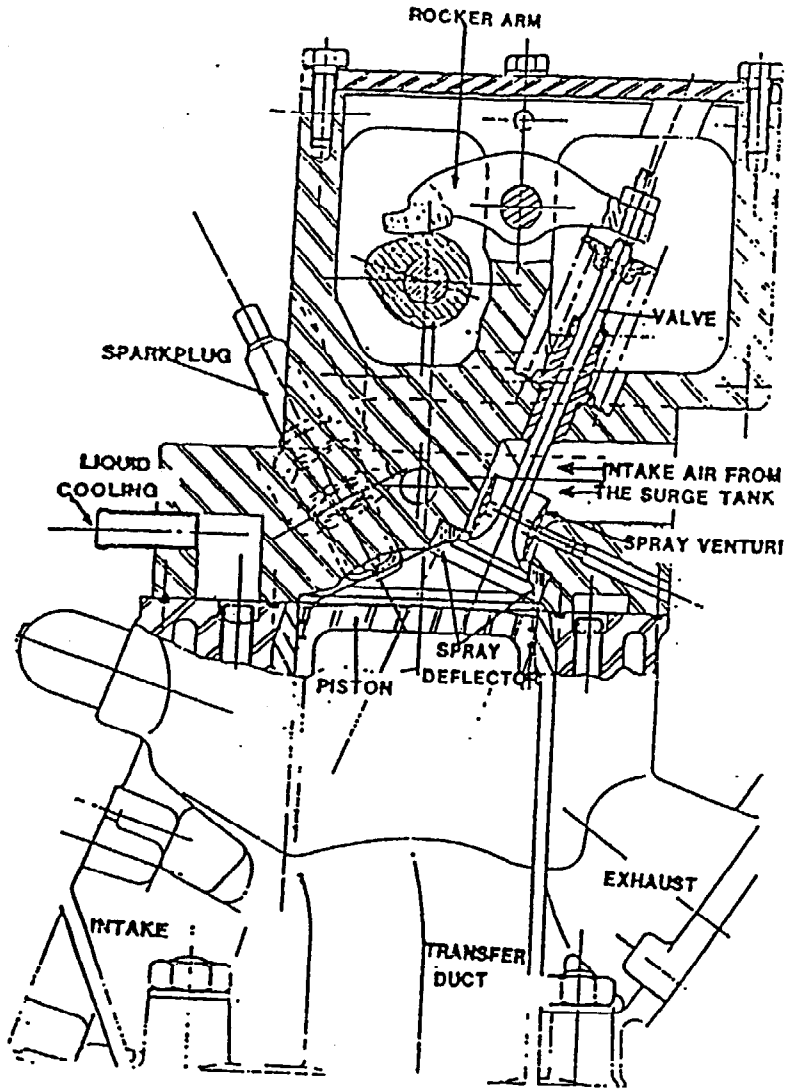 ROCKER ARM
VALVE
SPARKPLUG
LIQUID
COOLING
INTAKE AIR FROM
THE SURGE TANK
SPRAY VENTURI
SPRAY
DEFLECTOR
PISTON
EXHAUST
INTAKE
TRANSFER
DUCT